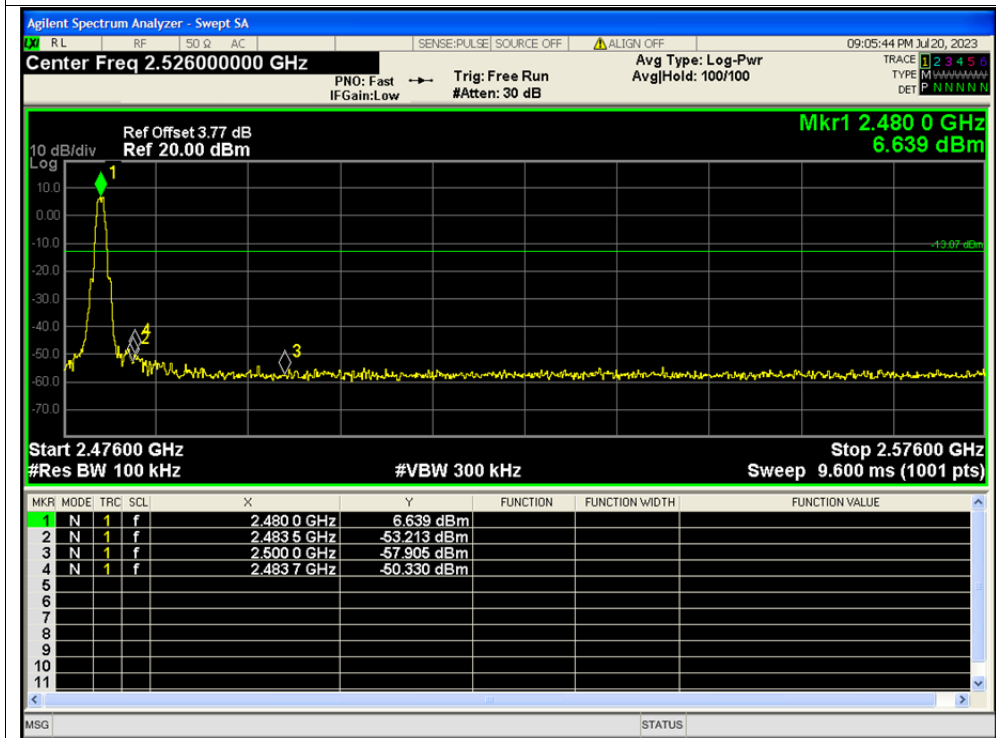 Agilent Spectrum Analyzer - Swept SA
LXI RL RF 50 Ω AC SENSE:PULSE SOURCE OFF ALIGN OFF 09:05:44 PM Jul 20, 2023
Center Freq 2.526000000 GHz
PNO: Fast
IFGain:Low
Trig: Free Run
#Atten: 30 dB
Avg Type: Log-Pwr
Avg|Hold: 100/100
TRACE 1 2 3 4 5 6
TYPE M WWWWW
DET P N N N N N
Mkr1 2.480 0 GHz
6.639 dBm
Ref Offset 3.77 dB
10 dB/div Ref 20.00 dBm
Log
10.0
0.00
-10.0
-20.0
-30.0
-40.0
-50.0
-60.0
-70.0
1
-13.07 dBm
4
2
3
Start 2.47600 GHz Stop 2.57600 GHz
#Res BW 100 kHz #VBW 300 kHz Sweep 9.600 ms (1001 pts)
MKR MODE TRC SCL X Y FUNCTION FUNCTION WIDTH FUNCTION VALUE
1 N 1 f 2.480 0 GHz 6.639 dBm
2 N 1 f 2.483 5 GHz -53.213 dBm
3 N 1 f 2.500 0 GHz -57.905 dBm
4 N 1 f 2.483 7 GHz -50.330 dBm
5
6
7
8
9
10
11
MSG STATUS